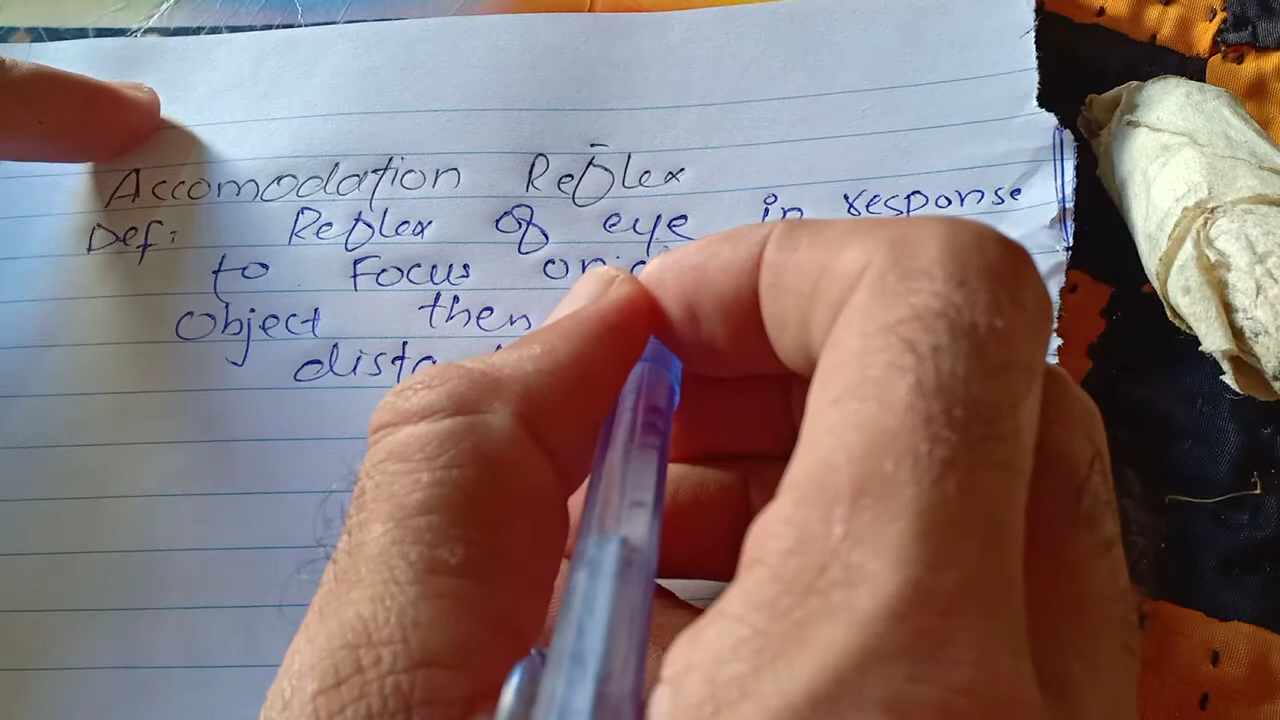 Accomodation Reflex
Def: Reflex of eye in response
to Focus on
object then